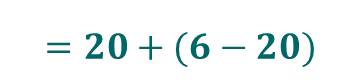 = 20 + (6 − 20)